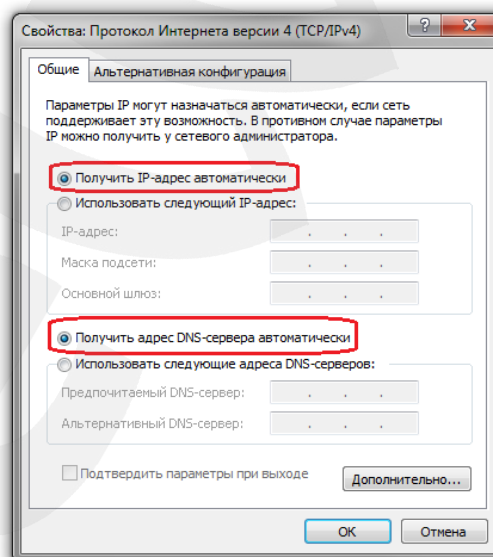 Свойства: Протокол Интернета версии 4 (TCP/IPv4)
Общие Альтернативная конфигурация
Параметры IP могут назначаться автоматически, если сеть
поддерживает эту возможность. В противном случае параметры
IP можно получить у сетевого администратора.
Получить IP-адрес автоматически
Использовать следующий IP-адрес:
IP-адрес:
Маска подсети:
Основной шлюз:
Получить адрес DNS-сервера автоматически
Использовать следующие адреса DNS-серверов:
Предпочитаемый DNS-сервер:
Альтернативный DNS-сервер:
Подтвердить параметры при выходе
Дополнительно...
ОК Отмена